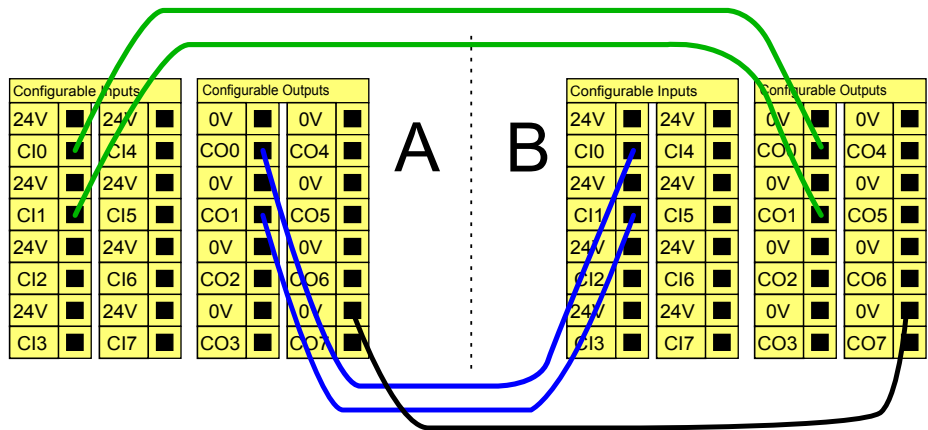 Configurable Inputs
24V 24V
CI0 CI4
24V 24V
CI1 CI5
24V 24V
CI2 CI6
24V 24V
CI3 CI7
Configurable Outputs
0V 0V
CO0 CO4
0V 0V
CO1 CO5
0V 0V
CO2 CO6
0V 0V
CO3 CO7
A
B
Configurable Inputs
24V 24V
CI0 CI4
24V 24V
CI1 CI5
24V 24V
CI2 CI6
24V 24V
CI3 CI7
Configurable Outputs
0V 0V
CO0 CO4
0V 0V
CO1 CO5
0V 0V
CO2 CO6
0V 0V
CO3 CO7